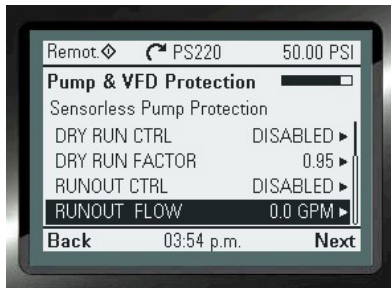 Remot. PS220 50.00 PSI
Pump & VFD Protection
Sensorless Pump Protection
DRY RUN CTRL DISABLED
DRY RUN FACTOR 0.95
RUNOUT CTRL DISABLED
RUNOUT FLOW 0.0 GPM
Back 03:54 p.m. Next